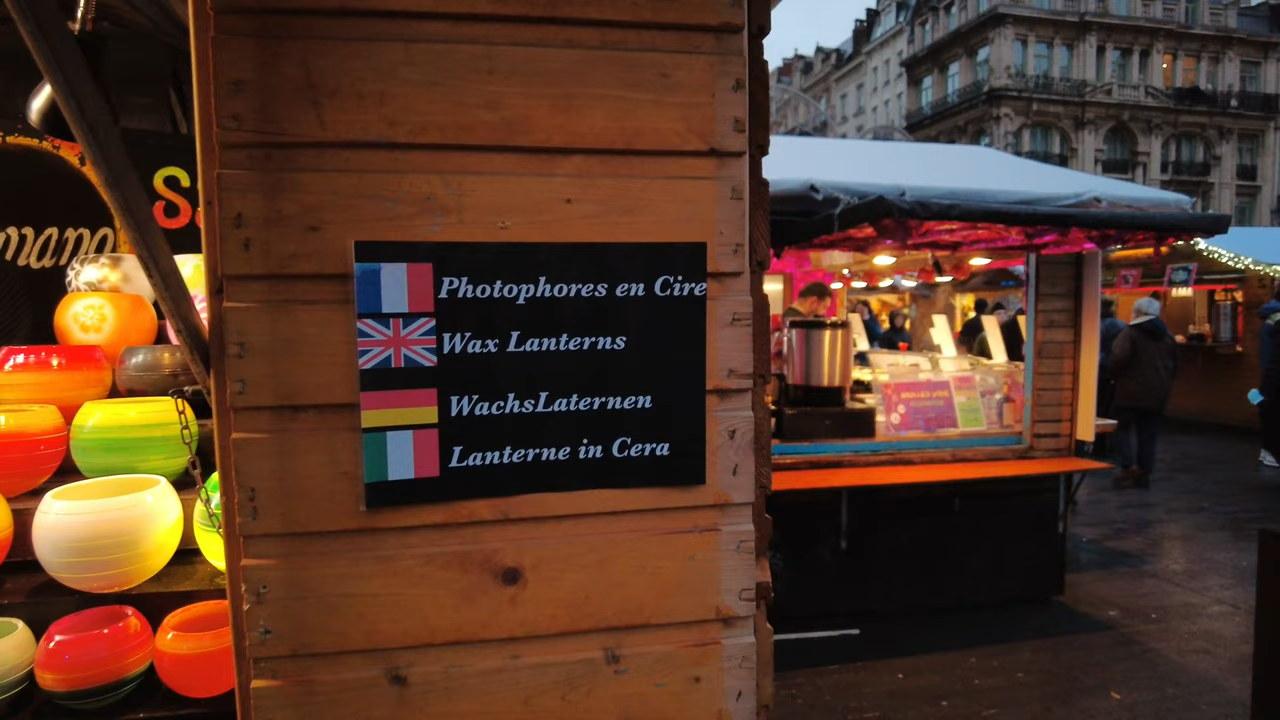 Photophores en Cire
Wax Lanterns
WachsLaternen
Lanterne in Cera